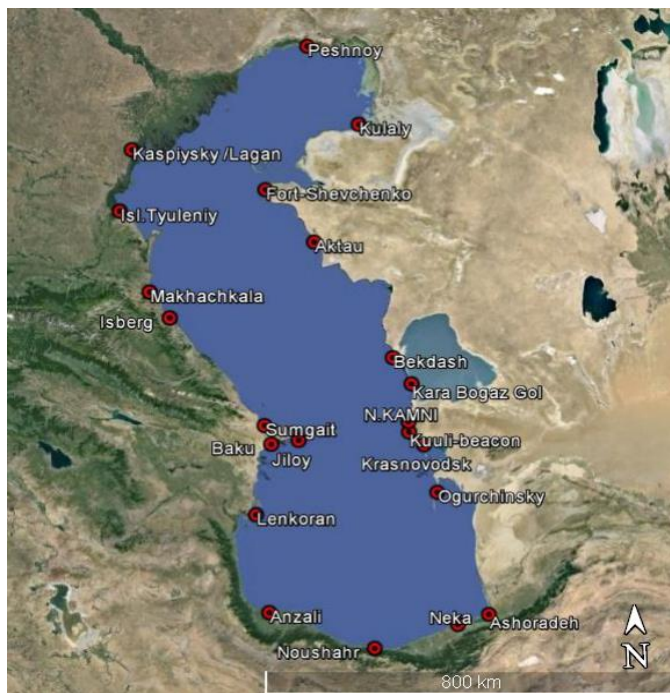 Peshnoy
Kulaly
Kaspiysky /Lagan
Fort-Shevchenko
Isl.Tyuleniy
Aktau
Makhachkala
Isberg
Bekdash
Kara Bogaz Gol
N.KAMNI
Sumgait
Kuuli-beacon
Baku
Jiloy
Krasnovodsk
Ogurchinsky
Lenkoran
Anzali
Neka
Ashoradeh
Noushahr
N
800 km